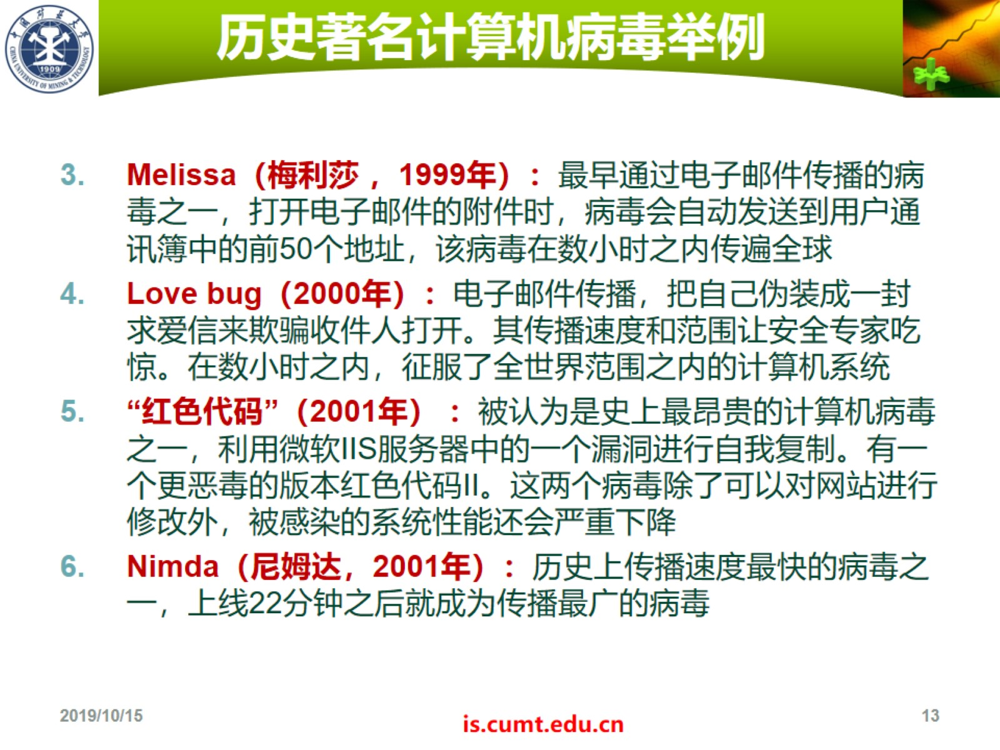 历史著名计算机病毒举例
中国矿业大学
CHINA UNIVERSITY OF MINING & TECHNOLOGY
1909
3. Melissa（梅利莎 ，1999年）：最早通过电子邮件传播的病
毒之一，打开电子邮件的附件时，病毒会自动发送到用户通
讯簿中的前50个地址，该病毒在数小时之内传遍全球
4. Love bug（2000年）：电子邮件传播，把自己伪装成一封
求爱信来欺骗收件人打开。其传播速度和范围让安全专家吃
惊。在数小时之内，征服了全世界范围之内的计算机系统
5. “红色代码”（2001年） ：被认为是史上最昂贵的计算机病毒
之一，利用微软IIS服务器中的一个漏洞进行自我复制。有一
个更恶毒的版本红色代码II。这两个病毒除了可以对网站进行
修改外，被感染的系统性能还会严重下降
6. Nimda（尼姆达，2001年）：历史上传播速度最快的病毒之
一，上线22分钟之后就成为传播最广的病毒
2019/10/15
is.cumt.edu.cn
13